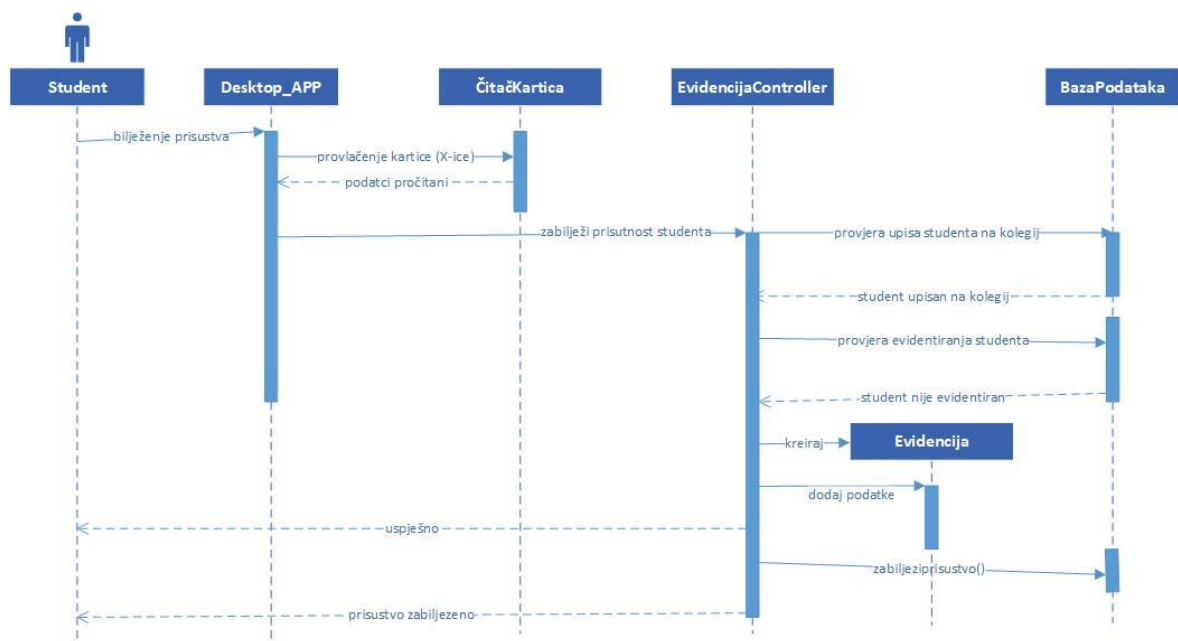 Student
Desktop_APP
ČitačKartica
EvidencijaController
BazaPodataka
bilježenje prisustva
provlačenje kartice (X-ice)
podatci pročitani
zabilježi prisutnost studenta
provjera upisa studenta na kolegij
student upisan na kolegij
provjera evidentiranja studenta
student nije evidentiran
kreiraj
Evidencija
dodaj podatke
uspješno
zabiljeziprisustvo()
prisustvo zabiljezeno